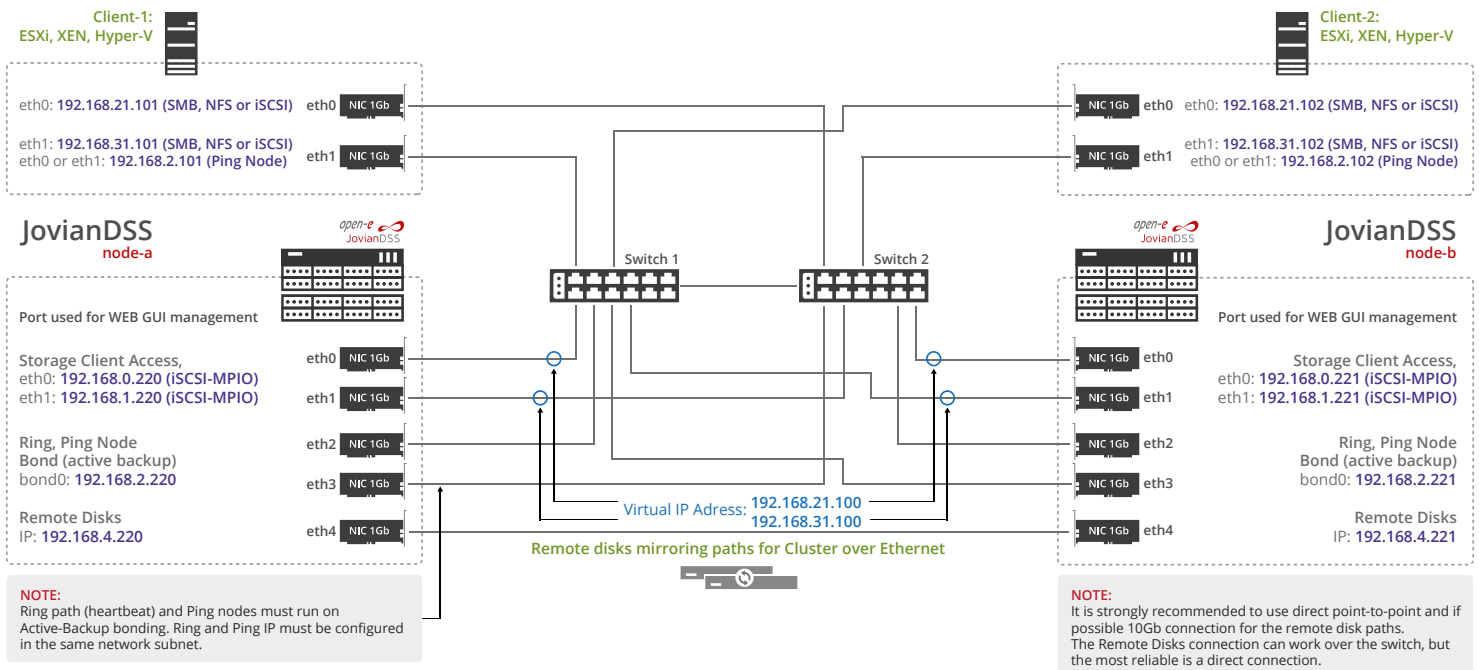 Client-1:
ESXi, XEN, Hyper-V
Client-2:
ESXi, XEN, Hyper-V
eth0: 192.168.21.101 (SMB, NFS or iSCSI)
eth0
NIC 1Gb
eth1: 192.168.31.101 (SMB, NFS or iSCSI)
eth0 or eth1: 192.168.2.101 (Ping Node)
eth1
NIC 1Gb
NIC 1Gb
eth0
eth0: 192.168.21.102 (SMB, NFS or iSCSI)
NIC 1Gb
eth1
eth1: 192.168.31.102 (SMB, NFS or iSCSI)
eth0 or eth1: 192.168.2.102 (Ping Node)
JovianDSS
node-a
open-e
JovianDSS
Switch 1
Switch 2
open-e
JovianDSS
JovianDSS
node-b
Port used for WEB GUI management
Storage Client Access,
eth0: 192.168.0.220 (iSCSI-MPIO)
eth1: 192.168.1.220 (iSCSI-MPIO)
Ring, Ping Node
Bond (active backup)
bond0: 192.168.2.220
Remote Disks
IP: 192.168.4.220
eth0
NIC 1Gb
eth1
NIC 1Gb
eth2
NIC 1Gb
eth3
NIC 1Gb
eth4
NIC 1Gb
Virtual IP Adress: 192.168.21.100
192.168.31.100
Remote disks mirroring paths for Cluster over Ethernet
NIC 1Gb
eth0
NIC 1Gb
eth1
NIC 1Gb
eth2
NIC 1Gb
eth3
NIC 1Gb
eth4
Port used for WEB GUI management
Storage Client Access,
eth0: 192.168.0.221 (iSCSI-MPIO)
eth1: 192.168.1.221 (iSCSI-MPIO)
Ring, Ping Node
Bond (active backup)
bond0: 192.168.2.221
Remote Disks
IP: 192.168.4.221
NOTE:
Ring path (heartbeat) and Ping nodes must run on
Active-Backup bonding. Ring and Ping IP must be configured
in the same network subnet.
NOTE:
It is strongly recommended to use direct point-to-point and if
possible 10Gb connection for the remote disk paths.
The Remote Disks connection can work over the switch, but
the most reliable is a direct connection.